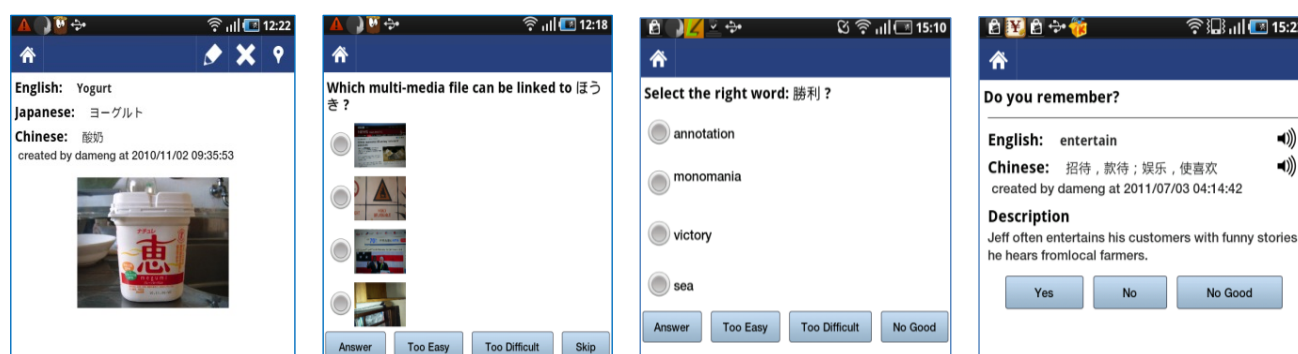 12:22
English: Yogurt
Japanese: ヨーグルト
Chinese: 酸奶
created by dameng at 2010/11/02 09:35:53
恵
megumi
12:18
Which multi-media file can be linked to ほう
き ?
Answer
Too Easy
Too Difficult
Skip
15:10
Select the right word: 勝利 ?
annotation
monomania
victory
sea
Answer
Too Easy
Too Difficult
No Good
15:2
Do you remember?
English: entertain
Chinese: 招待，款待；娱乐，使喜欢
created by dameng at 2011/07/03 04:14:42
Description
Jeff often entertains his customers with funny stories
he hears fromlocal farmers.
Yes
No
No Good